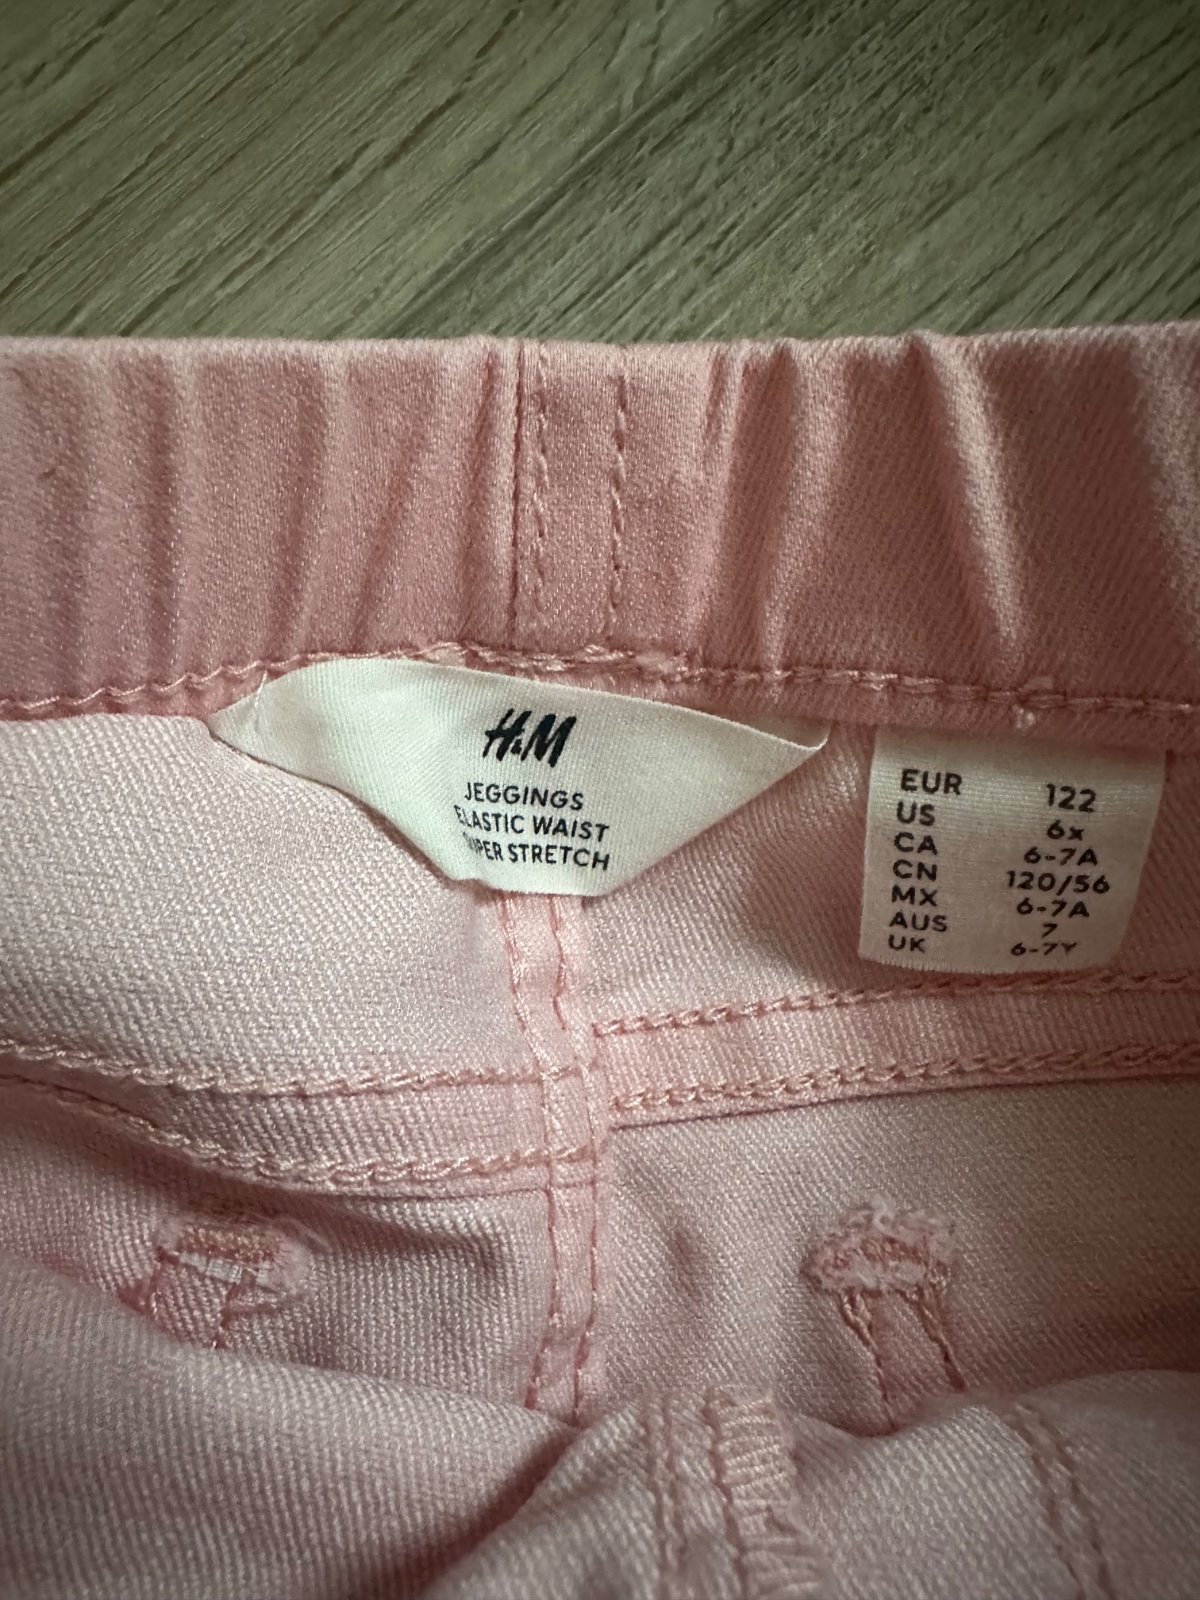 H&M
JEGGINGS
ELASTIC WAIST
SUPER STRETCH
EUR 122
US 6x
CA 6-7A
CN 120/56
MX 6-7A
AUS 7
UK 6-7Y